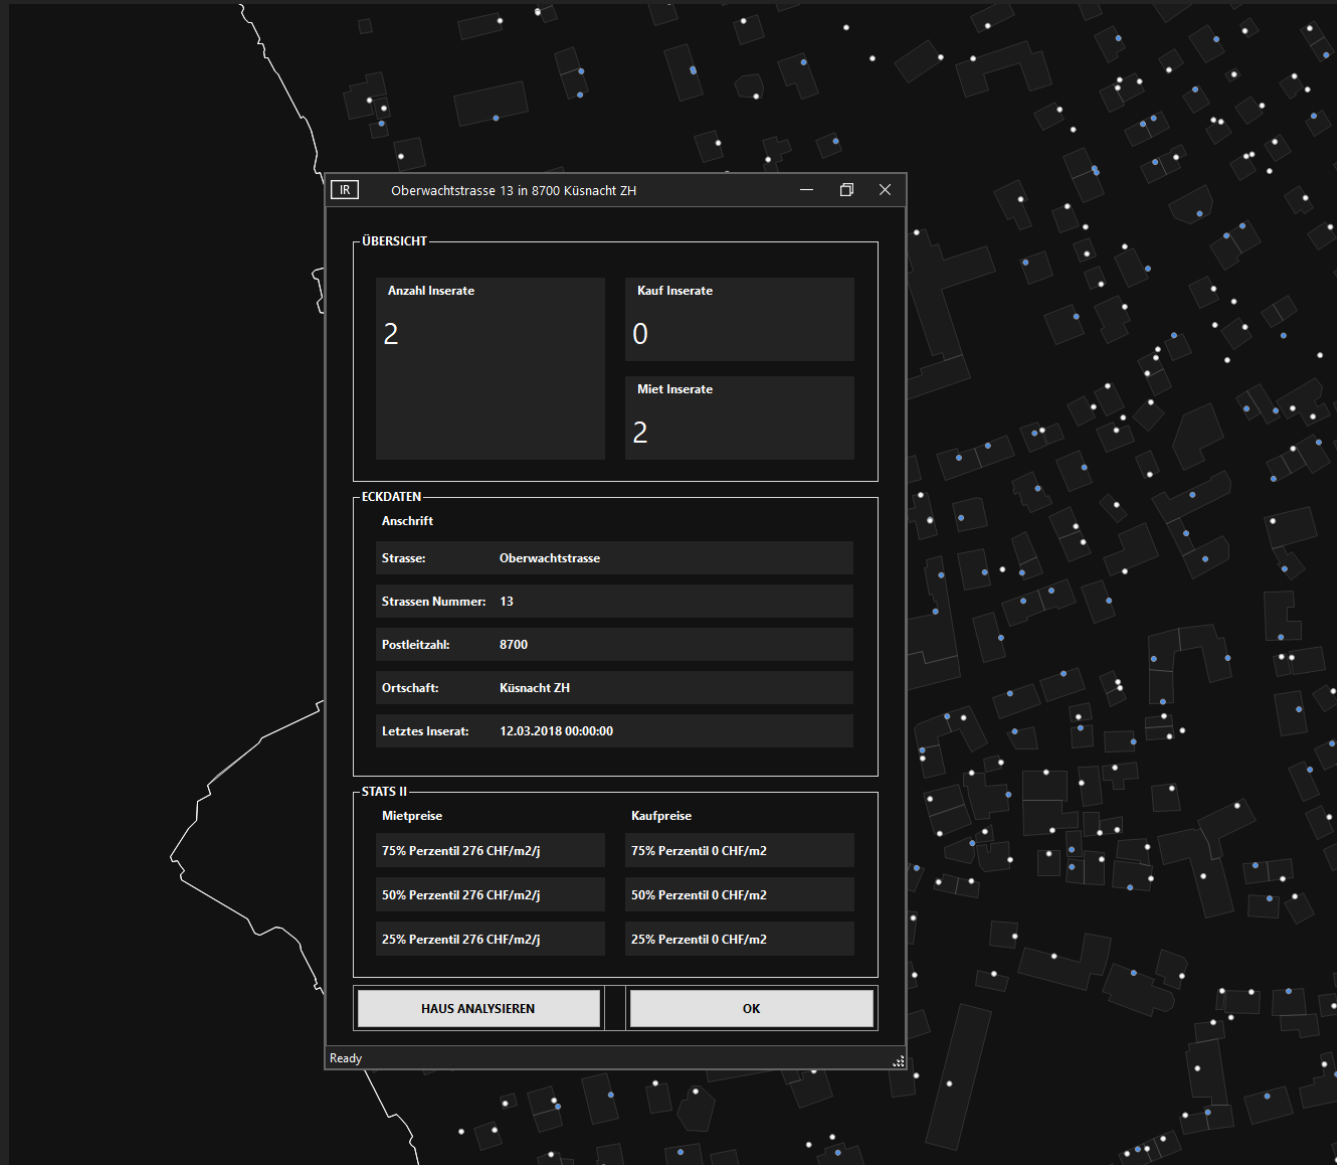 IR Oberwachtstrasse 13 in 8700 Küsnacht ZH
ÜBERSICHT
Anzahl Inserate
2
Kauf Inserate
0
Miet Inserate
2
ECKDATEN
Anschrift
Strasse: Oberwachtstrasse
Strassen Nummer: 13
Postleitzahl: 8700
Ortschaft: Küsnacht ZH
Letztes Inserat: 12.03.2018 00:00:00
STATS II
Mietpreise
75% Perzentil 276 CHF/m2/j
50% Perzentil 276 CHF/m2/j
25% Perzentil 276 CHF/m2/j
Kaufpreise
75% Perzentil 0 CHF/m2
50% Perzentil 0 CHF/m2
25% Perzentil 0 CHF/m2
HAUS ANALYSIEREN
OK
Ready